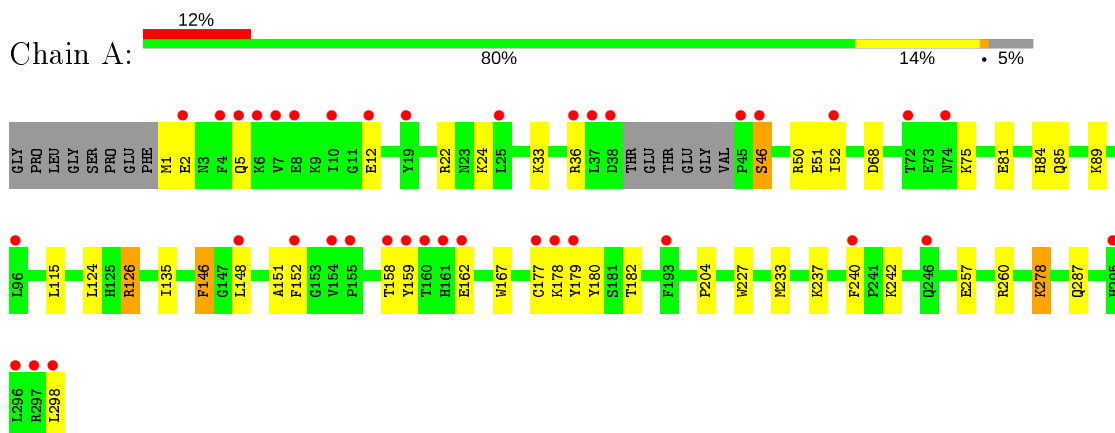 12%
Chain A:
80% 14% • 5%
GLY PRO LEU GLY SER PRO GLU PHE M1 E2 N3 F4 Q5 K6 V7 E8 K9 I10 G11 E12 Y19 R22 N23 K24 L25 K33 R36 L37 D38 THR GLU THR GLU GLY VAL P45 S46 R50 E51 I52 D68 T72 E73 N74 K75 E81 H84 Q85 K89
L96 L115 L124 H125 R126 I135 F146 G147 L148 A151 F152 G153 V154 P155 T158 Y159 T160 H161 E162 W167 C177 K178 Y179 Y180 S181 T182 F193 P204 W227 M233 K237 F240 P241 K242 Q246 E257 R260 K278 Q287 H295
L296 R297 L298